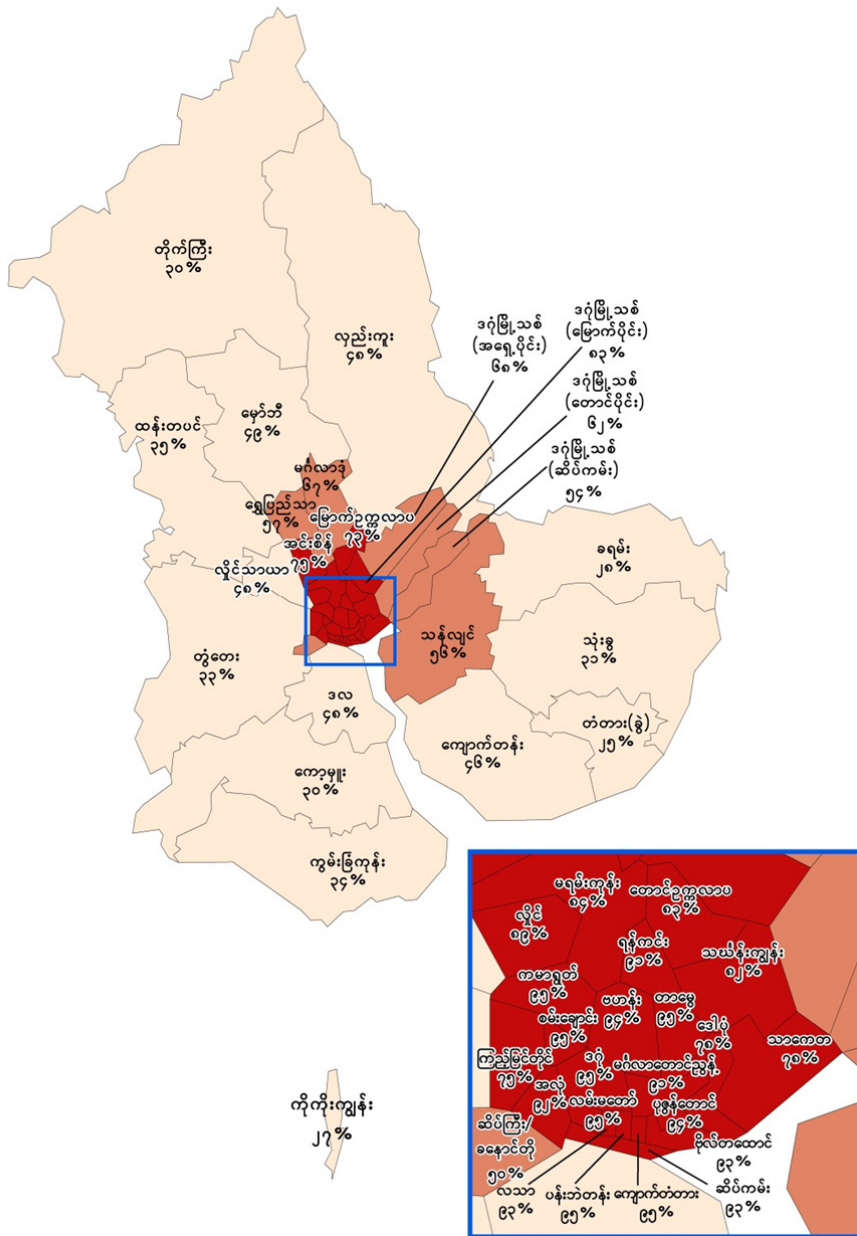 တိုက်ကြီး
၃၀%
လှည်းကူး
၄၈%
ဒဂုံမြို့သစ်
(အရှေ့ပိုင်း)
၆၈%
ဒဂုံမြို့သစ်
(မြောက်ပိုင်း)
၈၃%
ဒဂုံမြို့သစ်
(တောင်ပိုင်း)
၆၂%
ဒဂုံမြို့သစ်
(ဆိပ်ကမ်း)
၅၄%
ထန်းတပင်
၃၅%
မှော်ဘီ
၄၉%
မင်္ဂလာဒုံ
၆၇%
ရွှေပြည်သာ
၅၇%
မြောက်ဥက္ကလာပ
၇၃%
အင်းစိန်
၇၅%
လှိုင်သာယာ
၄၈%
ခရမ်း
၂၈%
သန်လျင်
၅၆%
သုံးခွ
၃၁%
တွံတေး
၃၃%
ဒလ
၄၈%
တံတား(ခွဲ)
၂၅%
ကျောက်တန်း
၄၆%
ကော့မှူး
၃၀%
ကွမ်းခြံကုန်း
၃၄%
ကိုကိုးကျွန်း
၂၇%
မရမ်းကုန်း
၈၄%
တောင်ဥက္ကလာပ
၈၃%
လှိုင်
၈၉%
ရန်ကင်း
၉၁%
သင်္ဃန်းကျွန်း
၈၂%
ကမာရွတ်
၉၅%
ဗဟန်း
၉၄%
တာမွေ
၉၅%
စမ်းချောင်း
၉၅%
ဒေါပုံ
၇၈%
သာကေတ
၇၈%
ကြည့်မြင်တိုင်
၇၅%
ဒဂုံ
၉၅%
မင်္ဂလာတောင်ညွန့်
၉၁%
အလုံ
၉၂%
လမ်းမတော်
၉၅%
ပုဇွန်တောင်
၉၄%
ဆိပ်ကြီး/
ခနောင်တို
၅၀%
ဗိုလ်တထောင်
၉၃%
လသာ
၉၃%
ပန်းဘဲတန်း
၉၅%
ကျောက်တံတား
၉၅%
ဆိပ်ကမ်း
၉၃%